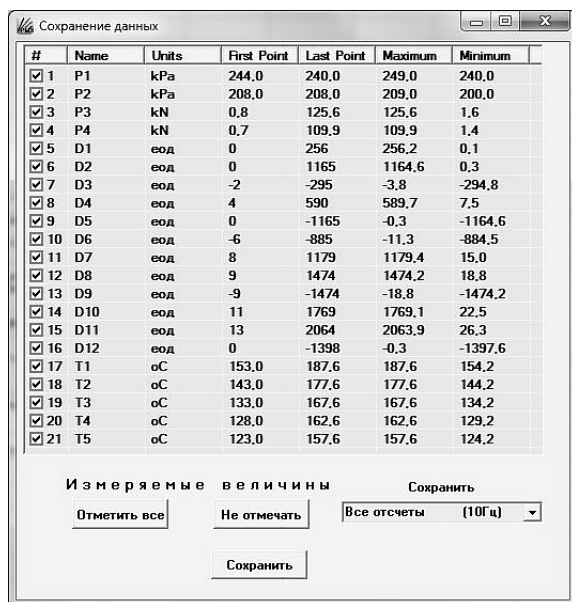 Сохранение данных
# Name Units First Point Last Point Maximum Minimum
1 P1 kPa 244,0 240,0 249,0 240,0
2 P2 kPa 208,0 208,0 209,0 200,0
3 P3 kN 0,8 125,6 125,6 1,6
4 P4 kN 0,7 109,9 109,9 1,4
5 D1 еод 0 256 256,2 0,1
6 D2 еод 0 1165 1164,6 0,3
7 D3 еод -2 -295 -3,8 -294,8
8 D4 еод 4 590 589,7 7,5
9 D5 еод 0 -1165 -0,3 -1164,6
10 D6 еод -6 -885 -11,3 -884,5
11 D7 еод 8 1179 1179,4 15,0
12 D8 еод 9 1474 1474,2 18,8
13 D9 еод -9 -1474 -18,8 -1474,2
14 D10 еод 11 1769 1769,1 22,5
15 D11 еод 13 2064 2063,9 26,3
16 D12 еод 0 -1398 -0,3 -1397,6
17 T1 oC 153,0 187,6 187,6 154,2
18 T2 oC 143,0 177,6 177,6 144,2
19 T3 oC 133,0 167,6 167,6 134,2
20 T4 oC 128,0 162,6 162,6 129,2
21 T5 oC 123,0 157,6 157,6 124,2
Измеряемые величины Сохранить
Отметить все Не отмечать Все отсчеты (10Гц)
Сохранить